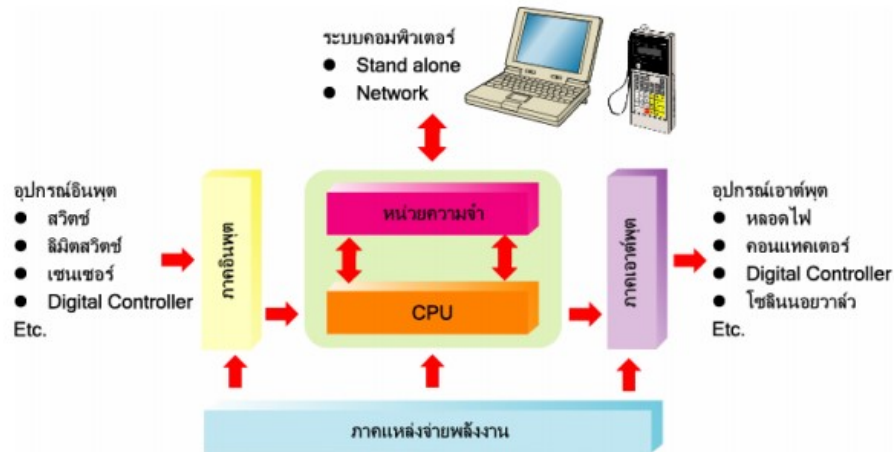 ระบบคอมพิวเตอร์
● Stand alone
● Network
อุปกรณ์อินพุต
● สวิตช์
● ลิมิตสวิตช์
● เซนเซอร์
● Digital Controller
Etc.
ภาคอินพุต
หน่วยความจำ
CPU
ภาคเอาต์พุต
อุปกรณ์เอาต์พุต
● หลอดไฟ
● คอนแทคเตอร์
● Digital Controller
● โซลินนอยวาล์ว
Etc.
ภาคแหล่งจ่ายพลังงาน